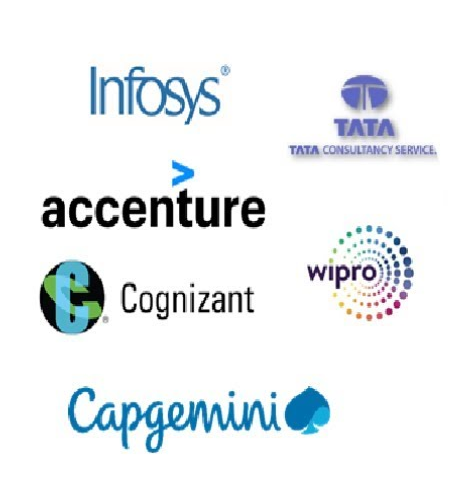 Infosys®
TATA
TATA CONSULTANCY SERVICE.
accenture
wipro
Cognizant
Capgemini